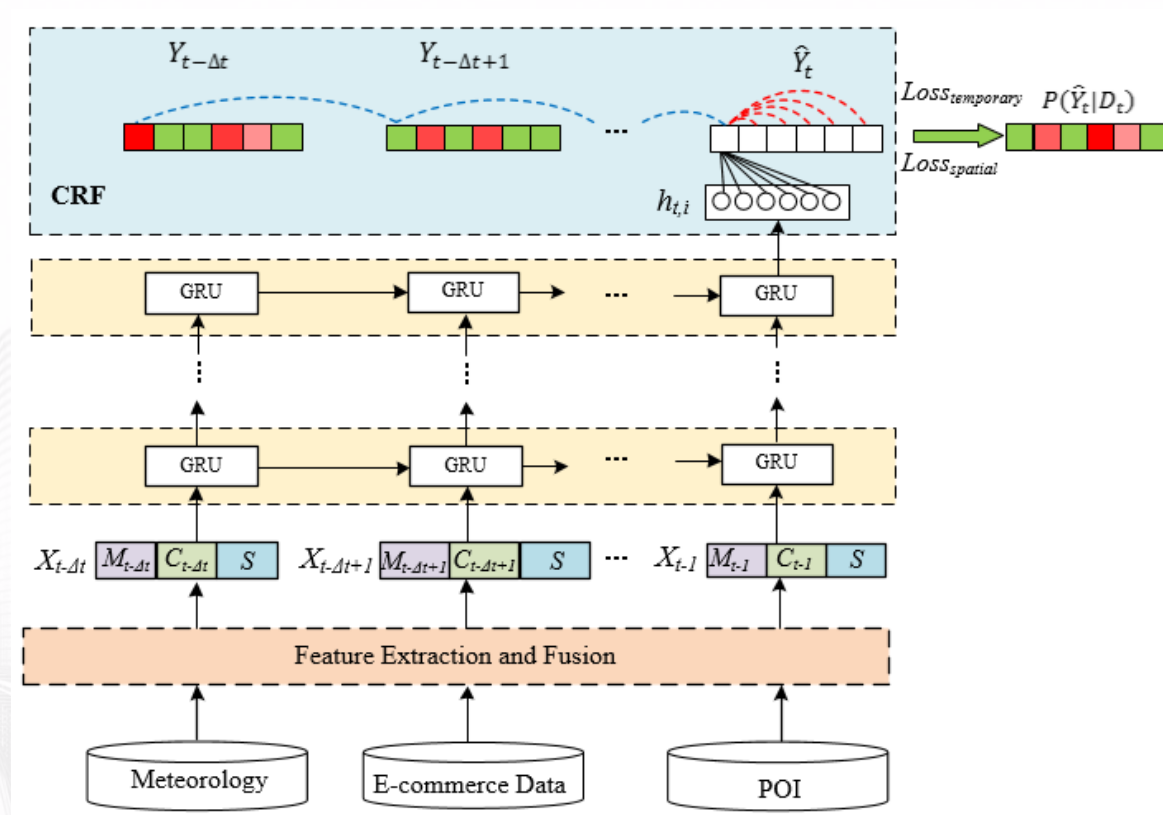 Y_{t-Δt} Y_{t-Δt+1} Ŷ_t
Loss_{temporary} P(Ŷ_t|D_t)
...
Loss_{spatial}
CRF
h_{t,i}
GRU GRU ... GRU
⋮ ⋮ ⋮
GRU GRU ... GRU
X_{t-Δt} M_{t-Δt} C_{t-Δt} S X_{t-Δt+1} M_{t-Δt+1} C_{t-Δt+1} S ... X_{t-1} M_{t-1} C_{t-1} S
Feature Extraction and Fusion
Meteorology E-commerce Data POI